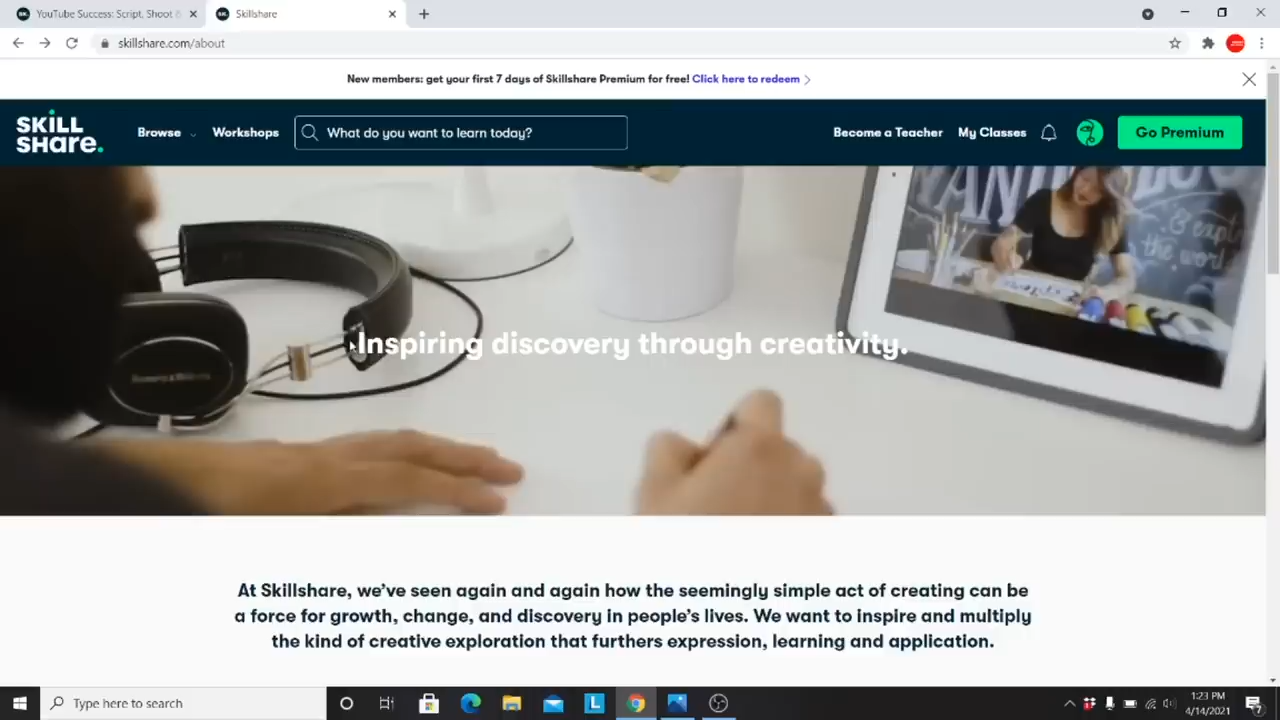 YouTube Success: Script, Shoot &
Skillshare
skillshare.com/about
New members: get your first 7 days of Skillshare Premium for free! Click here to redeem
SKILL
SHARE.
Browse
Workshops
What do you want to learn today?
Become a Teacher
My Classes
Go Premium
Inspiring discovery through creativity.
At Skillshare, we've seen again and again how the seemingly simple act of creating can be
a force for growth, change, and discovery in people's lives. We want to inspire and multiply
the kind of creative exploration that furthers expression, learning and application.
Type here to search
1:23 PM
4/14/2021